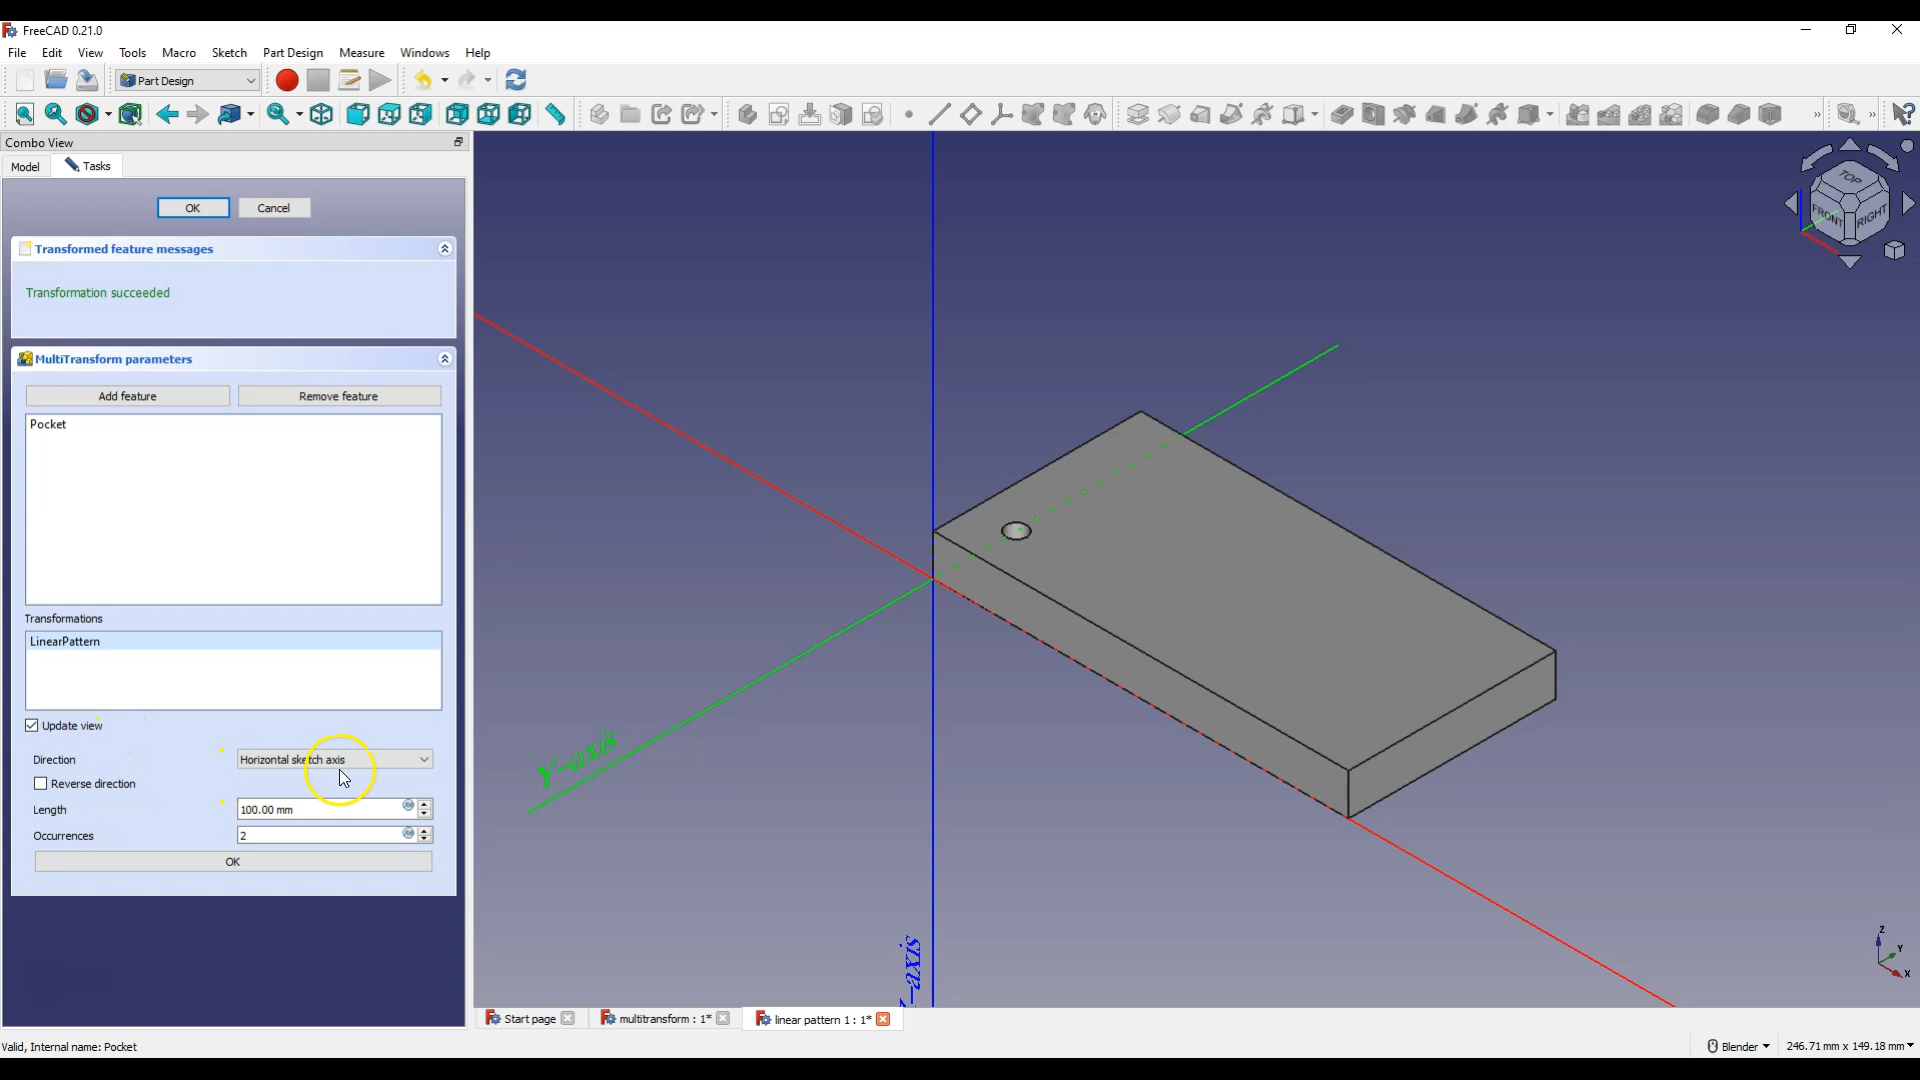 FreeCAD 0.21.0
File Edit View Tools Macro Sketch Part Design Measure Windows Help
Part Design
Combo View
Model Tasks
OK Cancel
Transformed feature messages
Transformation succeeded
MultiTransform parameters
Add feature Remove feature
Pocket
Transformations
LinearPattern
Update view
Direction Horizontal sketch axis
Reverse direction
Length 100.00 mm
Occurrences 2
OK
TOP
FRONT RIGHT
Y-axis
Z-axis
Z
Y
X
Start page multitransform : 1* linear pattern 1 : 1*
Valid, Internal name: Pocket Blender 246.71 mm x 149.18 mm